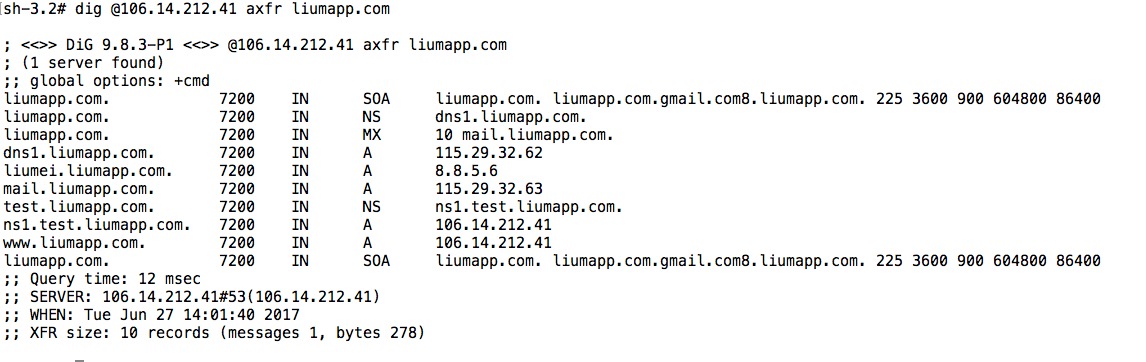 sh-3.2# dig @106.14.212.41 axfr liumapp.com
; <<>> DiG 9.8.3-P1 <<>> @106.14.212.41 axfr liumapp.com
; (1 server found)
;; global options: +cmd
liumapp.com. 7200 IN SOA liumapp.com. liumapp.com.gmail.com8.liumapp.com. 225 3600 900 604800 86400
liumapp.com. 7200 IN NS dns1.liumapp.com.
liumapp.com. 7200 IN MX 10 mail.liumapp.com.
dns1.liumapp.com. 7200 IN A 115.29.32.62
liumei.liumapp.com. 7200 IN A 8.8.5.6
mail.liumapp.com. 7200 IN A 115.29.32.63
test.liumapp.com. 7200 IN NS ns1.test.liumapp.com.
ns1.test.liumapp.com. 7200 IN A 106.14.212.41
www.liumapp.com. 7200 IN A 106.14.212.41
liumapp.com. 7200 IN SOA liumapp.com. liumapp.com.gmail.com8.liumapp.com. 225 3600 900 604800 86400
;; Query time: 12 msec
;; SERVER: 106.14.212.41#53(106.14.212.41)
;; WHEN: Tue Jun 27 14:01:40 2017
;; XFR size: 10 records (messages 1, bytes 278)